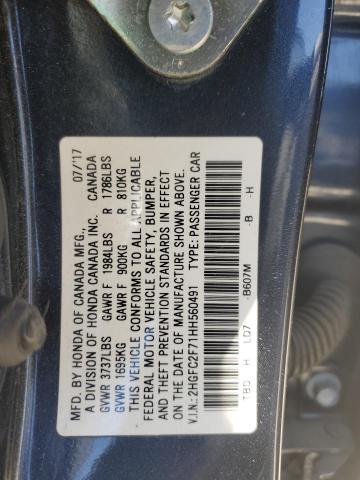 MFD. BY HONDA OF CANADA MFG., 07/17
A DIVISION OF HONDA CANADA INC. CANADA
GVWR 3737LBS GAWR F 1984LBS R 1786LBS
GVWR 1695KG GAWR F 900KG R 810KG
THIS VEHICLE CONFORMS TO ALL APPLICABLE
FEDERAL MOTOR VEHICLE SAFETY, BUMPER,
AND THEFT PREVENTION STANDARDS IN EFFECT
ON THE DATE OF MANUFACTURE SHOWN ABOVE.
V.I.N.: 2HGFC2F71HH560491 TYPE: PASSENGER CAR
TBD H LD7 -B607M -B -H